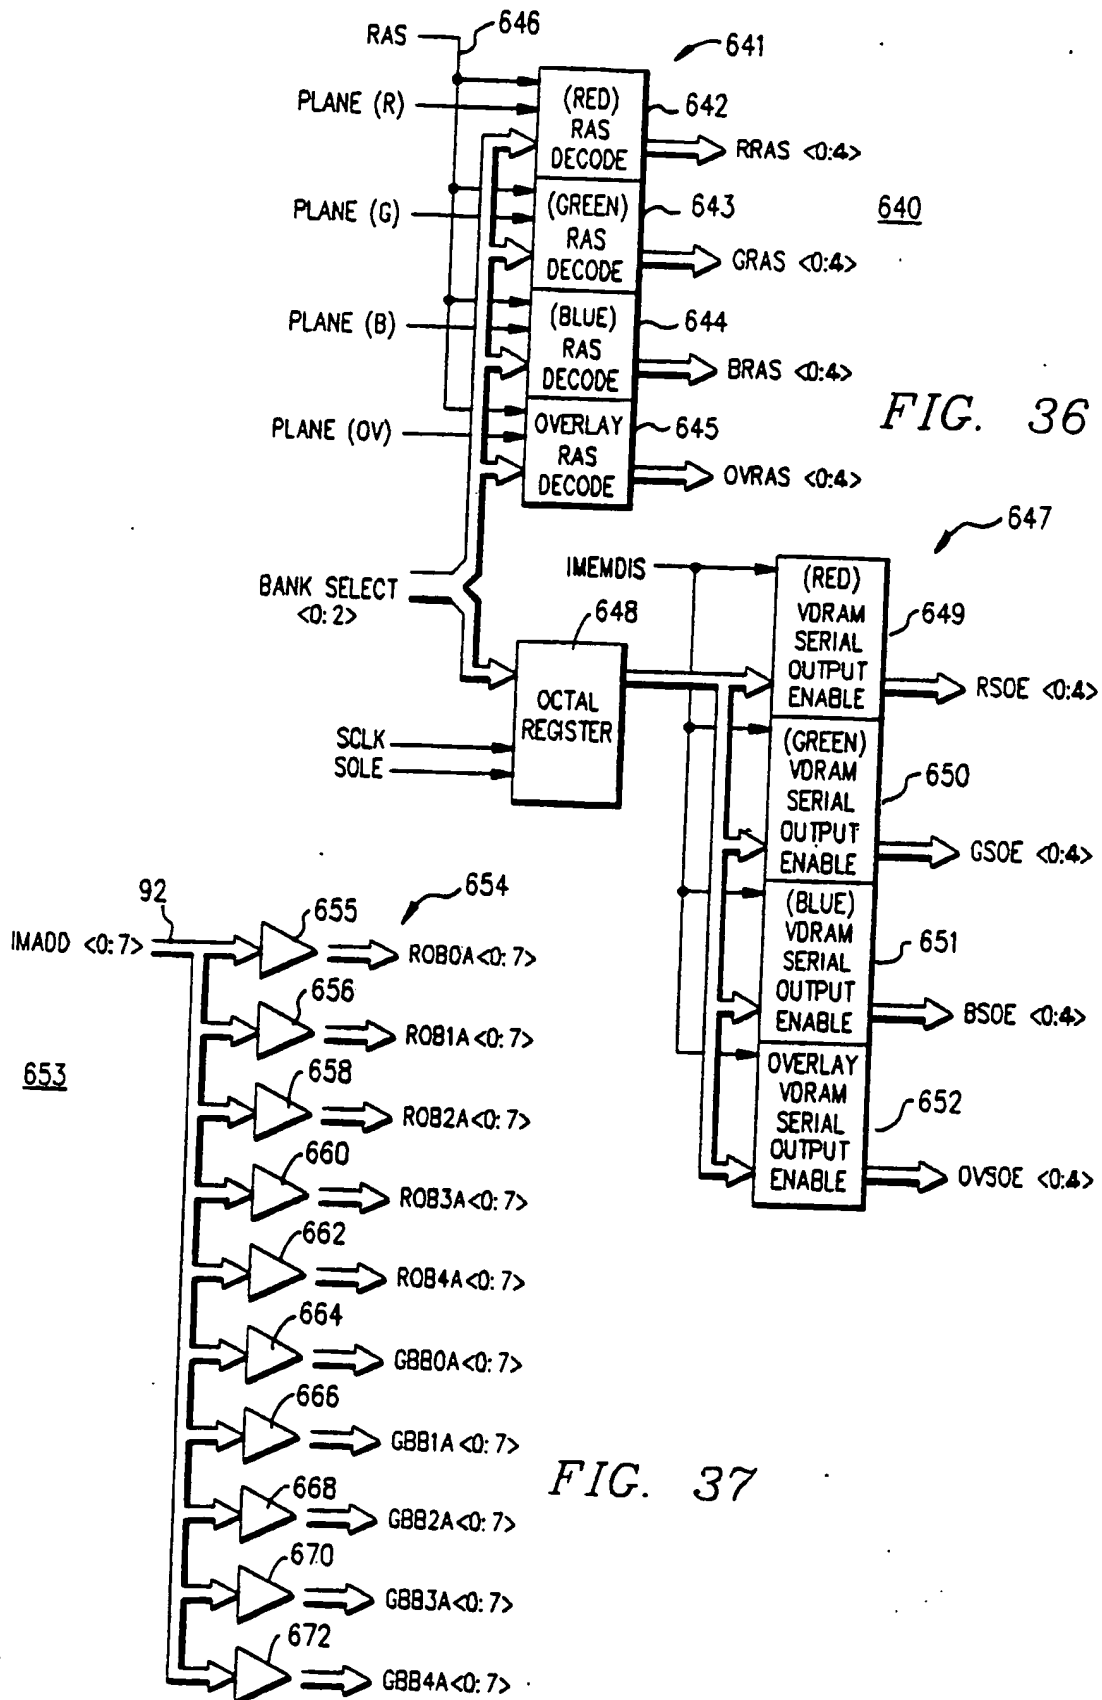 RAS
646
641
PLANE (R)
(RED)
RAS
DECODE
642
RRAS <0:4>
PLANE (G)
(GREEN)
RAS
DECODE
643
640
GRAS <0:4>
PLANE (B)
(BLUE)
RAS
DECODE
644
BRAS <0:4>
FIG. 36
PLANE (OV)
OVERLAY
RAS
DECODE
645
OVRAS <0:4>
647
BANK SELECT
<0:2>
IMEMDIS
648
OCTAL
REGISTER
SCLK
SOLE
(RED)
VDRAM
SERIAL
OUTPUT
ENABLE
649
RSOE <0:4>
(GREEN)
VDRAM
SERIAL
OUTPUT
ENABLE
650
GSOE <0:4>
(BLUE)
VDRAM
SERIAL
OUTPUT
ENABLE
651
BSOE <0:4>
OVERLAY
VDRAM
SERIAL
OUTPUT
ENABLE
652
OVSOE <0:4>
92
654
IMADD <0:7>
655
ROB0A<0:7>
656
ROB1A<0:7>
653
658
ROB2A<0:7>
660
ROB3A<0:7>
662
ROB4A<0:7>
664
GBB0A<0:7>
666
GBB1A<0:7>
FIG. 37
668
GBB2A<0:7>
670
GBB3A<0:7>
672
GBB4A<0:7>